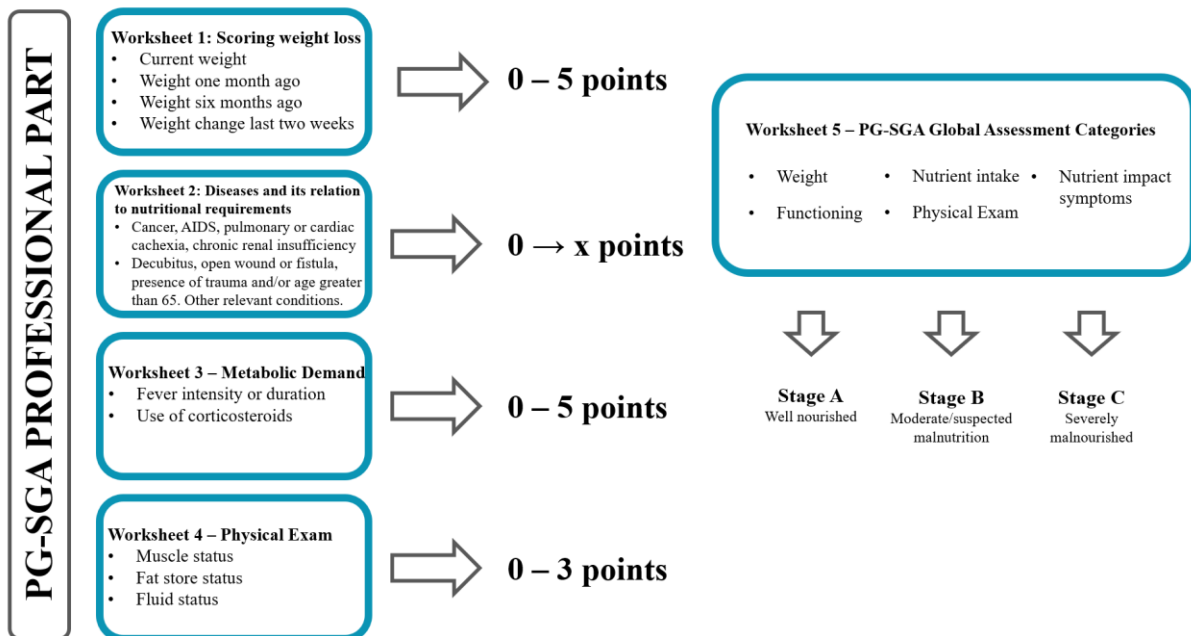 PG-SGA PROFESSIONAL PART
Worksheet 1: Scoring weight loss
• Current weight
• Weight one month ago
• Weight six months ago
• Weight change last two weeks
0 – 5 points
Worksheet 2: Diseases and its relation
to nutritional requirements
• Cancer, AIDS, pulmonary or cardiac
cachexia, chronic renal insufficiency
• Decubitus, open wound or fistula,
presence of trauma and/or age greater
than 65. Other relevant conditions.
0 → x points
Worksheet 3 – Metabolic Demand
• Fever intensity or duration
• Use of corticosteroids
0 – 5 points
Worksheet 4 – Physical Exam
• Muscle status
• Fat store status
• Fluid status
0 – 3 points
Worksheet 5 – PG-SGA Global Assessment Categories
• Weight
• Functioning
• Nutrient intake
• Physical Exam
• Nutrient impact
symptoms
Stage A
Well nourished
Stage B
Moderate/suspected
malnutrition
Stage C
Severely
malnourished